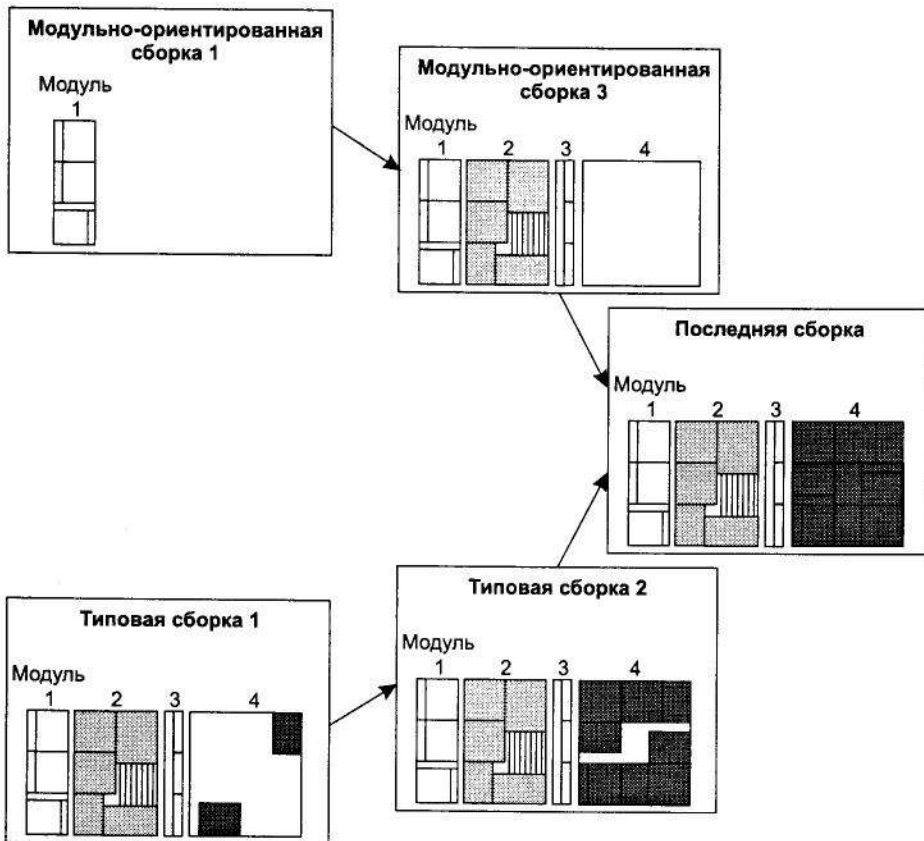 Модульно-ориентированная
сборка 1
Модуль
1
Модульно-ориентированная
сборка 3
Модуль
1 2 3 4
Последняя сборка
Модуль
1 2 3 4
Типовая сборка 2
Модуль
1 2 3 4
Типовая сборка 1
Модуль
1 2 3 4